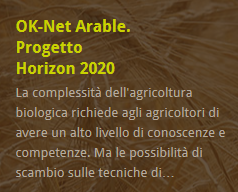 OK-Net Arable.
Progetto
Horizon 2020
La complessità dell'agricoltura
biologica richiede agli agricoltori di
avere un alto livello di conoscenze e
competenze. Ma le possibilità di
scambio sulle tecniche di...